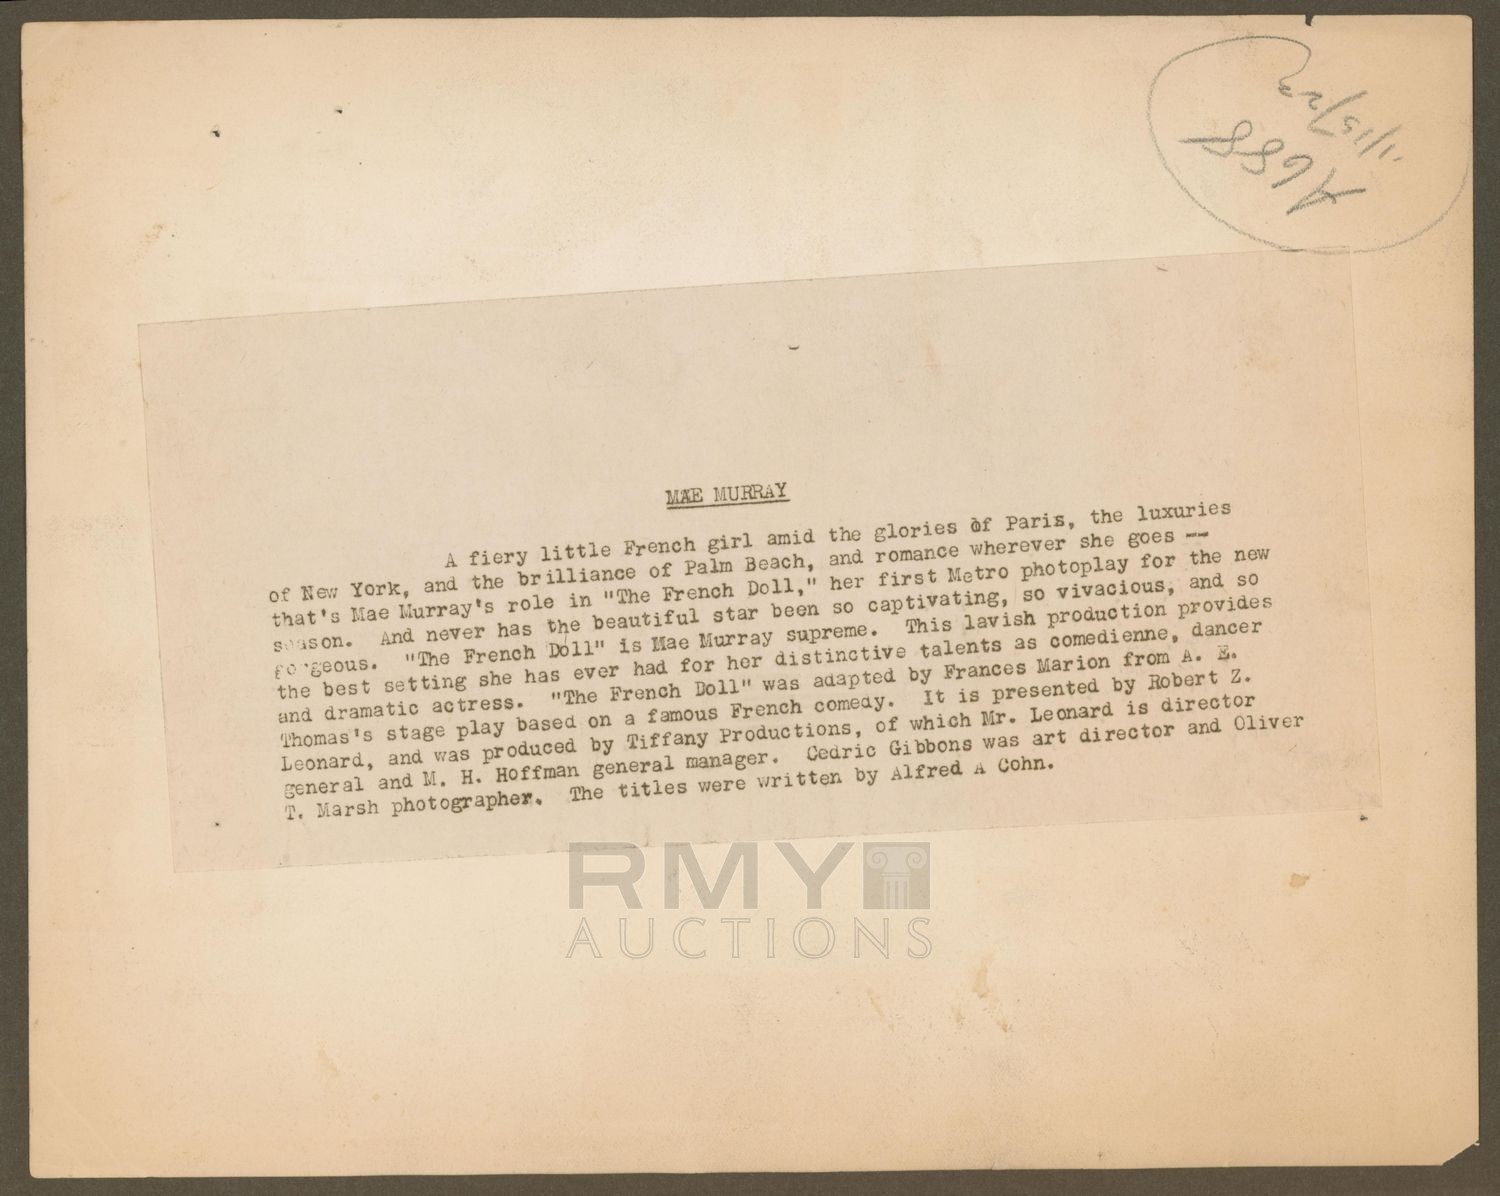 11/15/22
A688
MAE MURRAY
A fiery little French girl amid the glories of Paris, the luxuries
of New York, and the brilliance of Palm Beach, and romance wherever she goes --
that's Mae Murray's role in "The French Doll," her first Metro photoplay for the new
season. And never has the beautiful star been so captivating, so vivacious, and so
gorgeous. "The French Doll" is Mae Murray supreme. This lavish production provides
the best setting she has ever had for her distinctive talents as comedienne, dancer
and dramatic actress. "The French Doll" was adapted by Frances Marion from A. E.
Thomas's stage play based on a famous French comedy. It is presented by Robert Z.
Leonard, and was produced by Tiffany Productions, of which Mr. Leonard is director
general and M. H. Hoffman general manager. Cedric Gibbons was art director and Oliver
T. Marsh photographer. The titles were written by Alfred A Cohn.
RMY
AUCTIONS